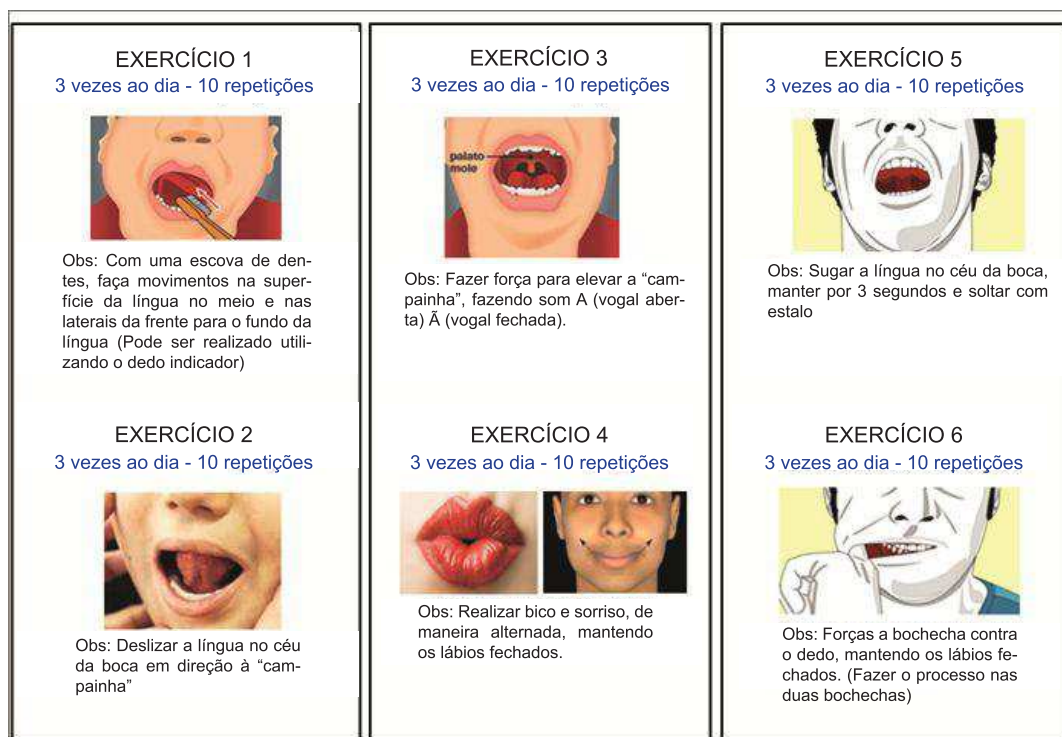 EXERCÍCIO 1
3 vezes ao dia - 10 repetições
Obs: Com uma escova de den-
tes, faça movimentos na super-
fície da língua no meio e nas
laterais da frente para o fundo da
língua (Pode ser realizado utili-
zando o dedo indicador)
EXERCÍCIO 2
3 vezes ao dia - 10 repetições
Obs: Deslizar a língua no céu
da boca em direção à “cam-
painha”
EXERCÍCIO 3
3 vezes ao dia - 10 repetições
palato
mole
Obs: Fazer força para elevar a “cam-
painha”, fazendo som A (vogal aber-
ta) Ã (vogal fechada).
EXERCÍCIO 4
3 vezes ao dia - 10 repetições
Obs: Realizar bico e sorriso, de
maneira alternada, mantendo
os lábios fechados.
EXERCÍCIO 5
3 vezes ao dia - 10 repetições
Obs: Sugar a língua no céu da boca,
manter por 3 segundos e soltar com
estalo
EXERCÍCIO 6
3 vezes ao dia - 10 repetições
Obs: Forças a bochecha contra
o dedo, mantendo os lábios fe-
chados. (Fazer o processo nas
duas bochechas)